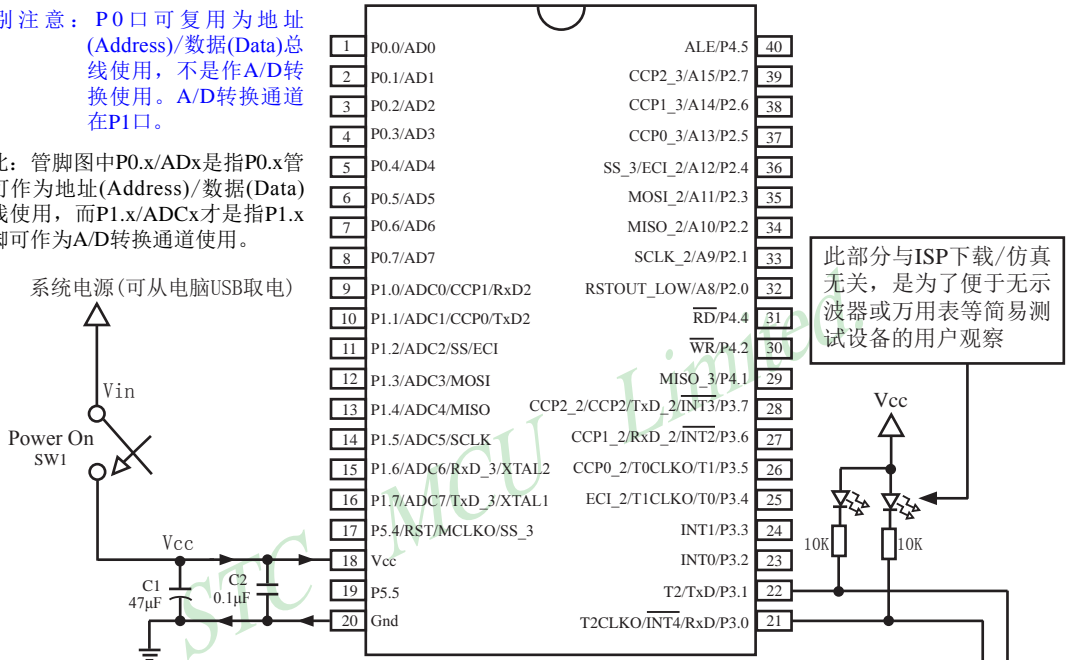 别注意：P0口可复用为地址
(Address)/数据(Data)总
线使用，不是作A/D转
换使用。A/D转换通道
在P1口。
：管脚图中P0.x/ADx是指P0.x管
可作为地址(Address)/数据(Data)
线使用，而P1.x/ADCx才是指P1.x
脚可作为A/D转换通道使用。
系统电源(可从电脑USB取电)
Vin
Power On
SW1
Vcc
C1
47μF
C2
0.1μF
1 P0.0/AD0
2 P0.1/AD1
3 P0.2/AD2
4 P0.3/AD3
5 P0.4/AD4
6 P0.5/AD5
7 P0.6/AD6
8 P0.7/AD7
9 P1.0/ADC0/CCP1/RxD2
10 P1.1/ADC1/CCP0/TxD2
11 P1.2/ADC2/SS/ECI
12 P1.3/ADC3/MOSI
13 P1.4/ADC4/MISO
14 P1.5/ADC5/SCLK
15 P1.6/ADC6/RxD_3/XTAL2
16 P1.7/ADC7/TxD_3/XTAL1
17 P5.4/RST/MCLKO/SS_3
18 Vcc
19 P5.5
20 Gnd
ALE/P4.5 40
CCP2_3/A15/P2.7 39
CCP1_3/A14/P2.6 38
CCP0_3/A13/P2.5 37
SS_3/ECI_2/A12/P2.4 36
MOSI_2/A11/P2.3 35
MISO_2/A10/P2.2 34
SCLK_2/A9/P2.1 33
RSTOUT_LOW/A8/P2.0 32
RD/P4.4 31
WR/P4.2 30
MISO_3/P4.1 29
CCP2_2/CCP2/TxD_2/INT3/P3.7 28
CCP1_2/RxD_2/INT2/P3.6 27
CCP0_2/T0CLKO/T1/P3.5 26
ECI_2/T1CLKO/T0/P3.4 25
INT1/P3.3 24
INT0/P3.2 23
T2/TxD/P3.1 22
T2CLKO/INT4/RxD/P3.0 21
此部分与ISP下载/仿真
无关，是为了便于无示
波器或万用表等简易测
试设备的用户观察
Vcc
10K
10K
STC MCU Limited.